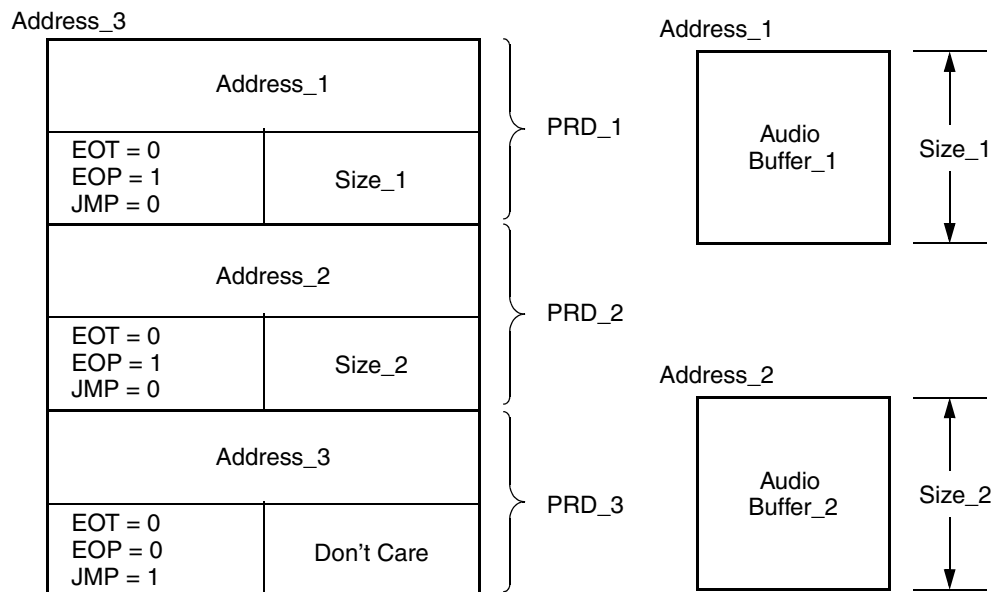 Address_3
Address_1
EOT = 0
EOP = 1
JMP = 0
Size_1
PRD_1
Address_2
EOT = 0
EOP = 1
JMP = 0
Size_2
PRD_2
Address_3
EOT = 0
EOP = 0
JMP = 1
Don't Care
PRD_3
Address_1
Audio
Buffer_1
Size_1
Address_2
Audio
Buffer_2
Size_2